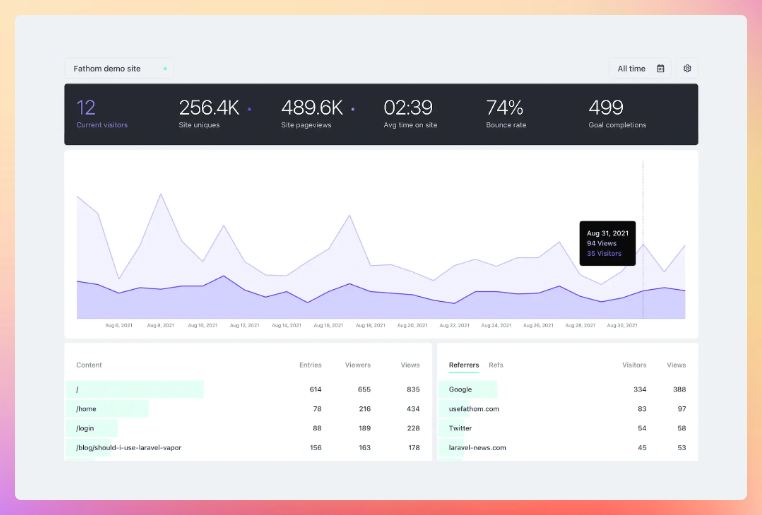 Fathom demo site
All time
12 256.4K 489.6K 02:39 74% 499
Current visitors Site uniques Site pageviews Avg time on site Bounce rate Goal completions
Aug 31, 2021
94 Views
35 Visitors
Aug 6, 2021 Aug 8, 2021 Aug 10, 2021 Aug 12, 2021 Aug 14, 2021 Aug 16, 2021 Aug 18, 2021 Aug 20, 2021 Aug 22, 2021 Aug 24, 2021 Aug 26, 2021 Aug 28, 2021 Aug 30, 2021
Content Entries Viewers Views
/ 614 655 835
/home 78 216 434
/login 88 189 228
/blog/should-i-use-laravel-vapor 156 163 178
Referrers Refs Visitors Views
Google 334 388
usefathom.com 83 97
Twitter 54 58
laravel-news.com 45 53